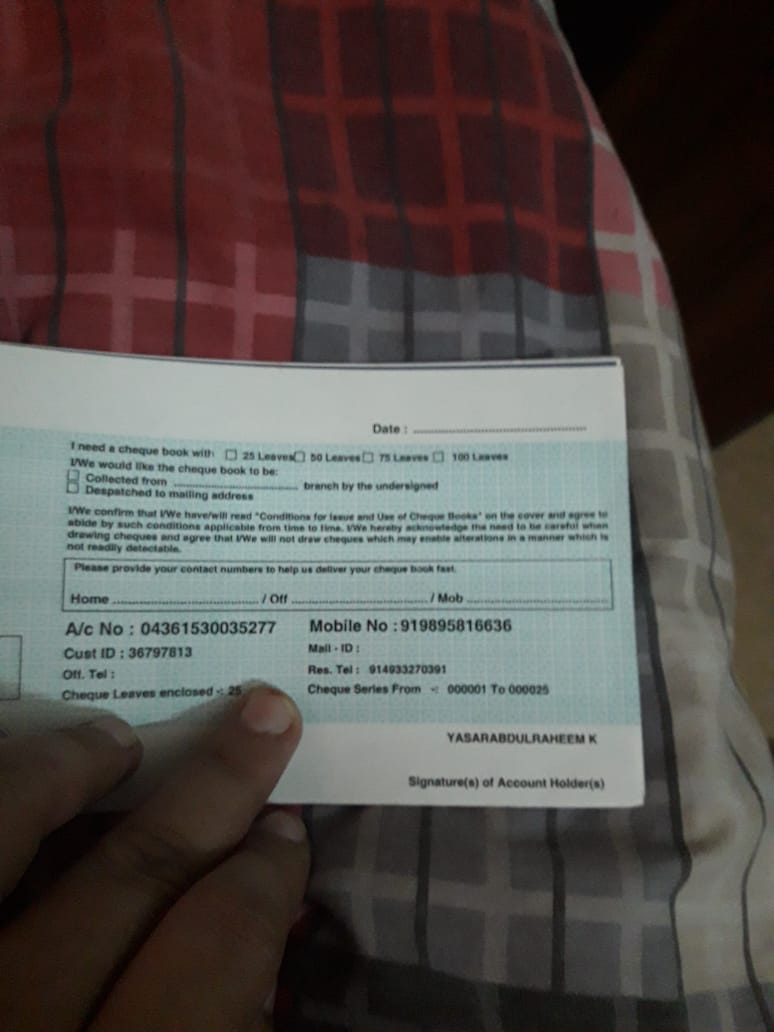 Date : ..............................................
I need a cheque book with ☐ 25 Leaves ☐ 50 Leaves ☐ 75 Leaves ☐ 100 Leaves
I/We would like the cheque book to be:
☐ Collected from ................................ branch by the undersigned
☐ Despatched to mailing address
I/We confirm that I/We have/will read "Conditions for Issue and Use of Cheque Books" on the cover and agree to
abide by such conditions applicable from time to time. I/We hereby acknowledge the need to be careful when
drawing cheques and agree that I/We will not draw cheques which may enable alterations in a manner which is
not readily detectable.
Please provide your contact numbers to help us deliver your cheque book fast.
Home ...................................... / Off ..................................... / Mob .....................................
A/c No : 04361530035277 Mobile No : 919895816636
Cust ID : 36797813 Mail - ID :
Off. Tel : Res. Tel : 914933270391
Cheque Leaves enclosed -: 25 Cheque Series From -: 000001 To 000025
YASARABDULRAHEEM K
Signature(s) of Account Holder(s)